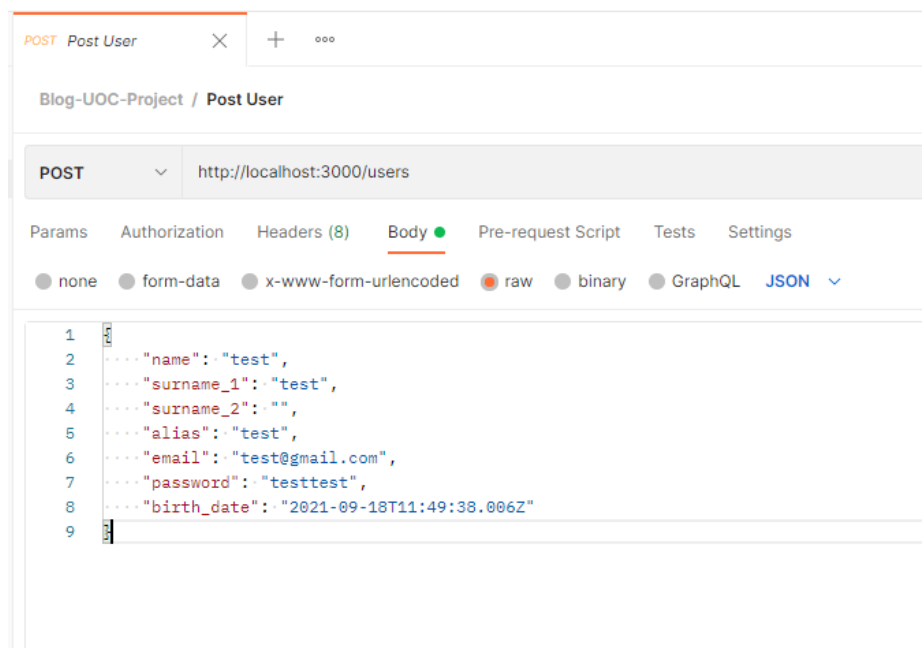 POST Post User
Blog-UOC-Project / Post User
POST http://localhost:3000/users
Params Authorization Headers (8) Body Pre-request Script Tests Settings
none form-data x-www-form-urlencoded raw binary GraphQL JSON
1 {
2 "name": "test",
3 "surname_1": "test",
4 "surname_2": "",
5 "alias": "test",
6 "email": "test@gmail.com",
7 "password": "testtest",
8 "birth_date": "2021-09-18T11:49:38.006Z"
9 }